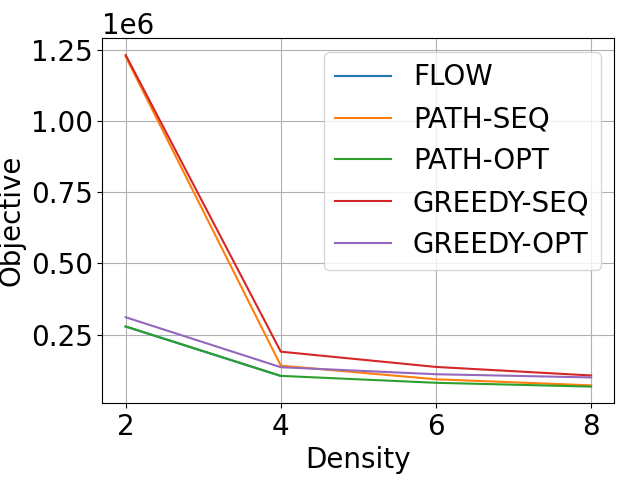 1e6
1.25
1.00
0.75
0.50
0.25
Objective
FLOW
PATH-SEQ
PATH-OPT
GREEDY-SEQ
GREEDY-OPT
2 4 6 8
Density